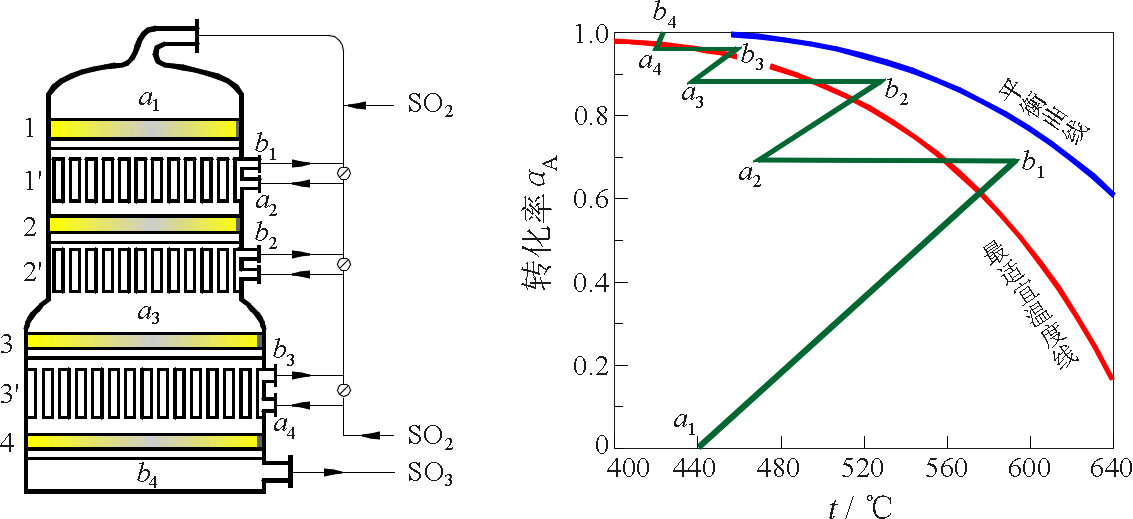 a₁
SO₂
1
b₁
1'
a₂
2
b₂
2'
a₃
3
b₃
3'
a₄
SO₂
4
b₄
SO₃
转化率 aA
1.0
0.8
0.6
0.4
0.2
0
400
440
480
520
560
600
640
t / ℃
b₄
a₄
b₃
a₃
b₂
a₂
b₁
a₁
平衡曲线
最适宜温度线